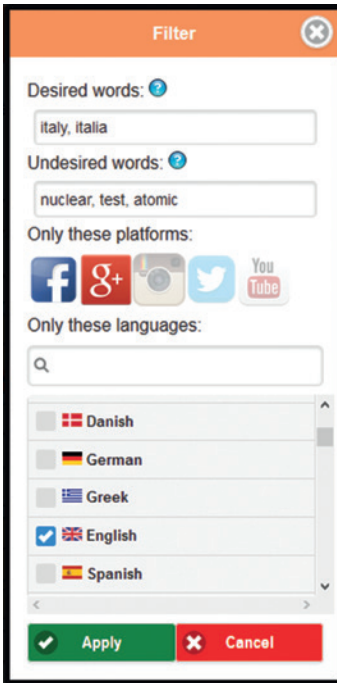 Filter
Desired words:
italy, italia
Undesired words:
nuclear, test, atomic
Only these platforms:
f g+ You Tube
Only these languages:
Danish
German
Greek
English
Spanish
Apply Cancel